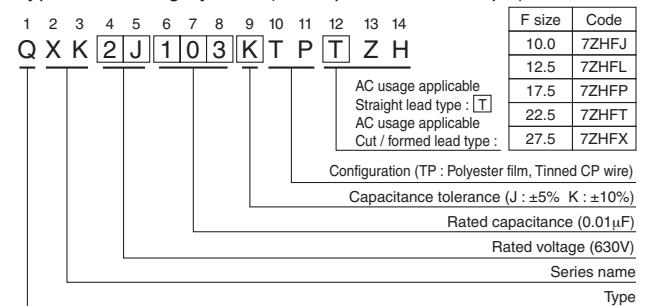 1 2 3 4 5 6 7 8 9 10 11 12 13 14
Q X K 2 J 1 0 3 K T P T Z H
F size Code
10.0 7ZHFJ
12.5 7ZHFL
17.5 7ZHFP
22.5 7ZHFT
27.5 7ZHFX
AC usage applicable
Straight lead type : T
AC usage applicable
Cut / formed lead type :
Configuration (TP : Polyester film, Tinned CP wire)
Capacitance tolerance (J : ±5% K : ±10%)
Rated capacitance (0.01μF)
Rated voltage (630V)
Series name
Type